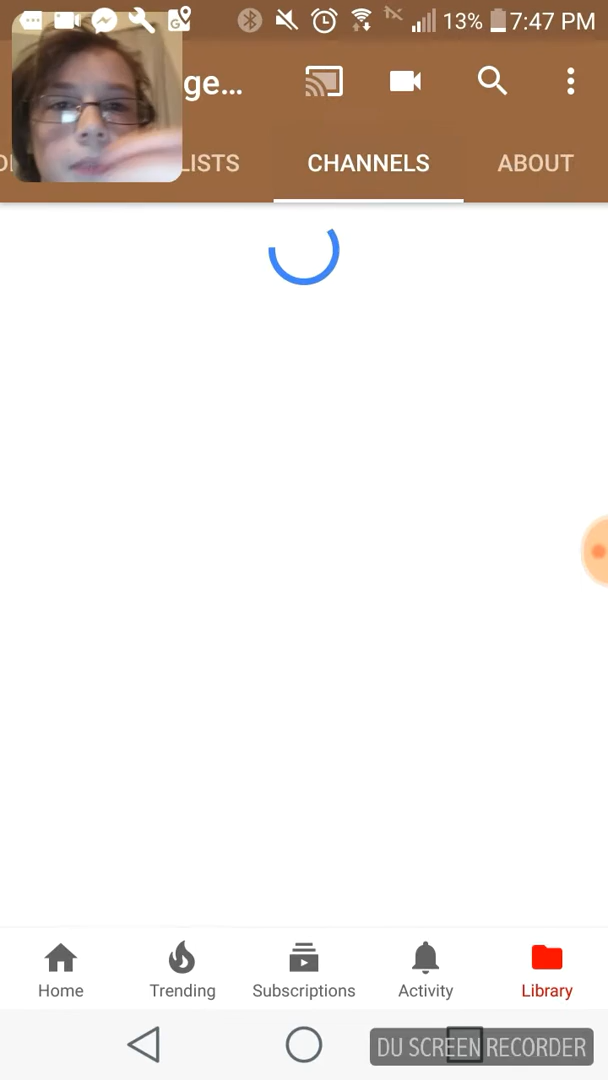 13% 7:47 PM
ge...
LISTS CHANNELS ABOUT
Home Trending Subscriptions Activity Library
DU SCREEN RECORDER